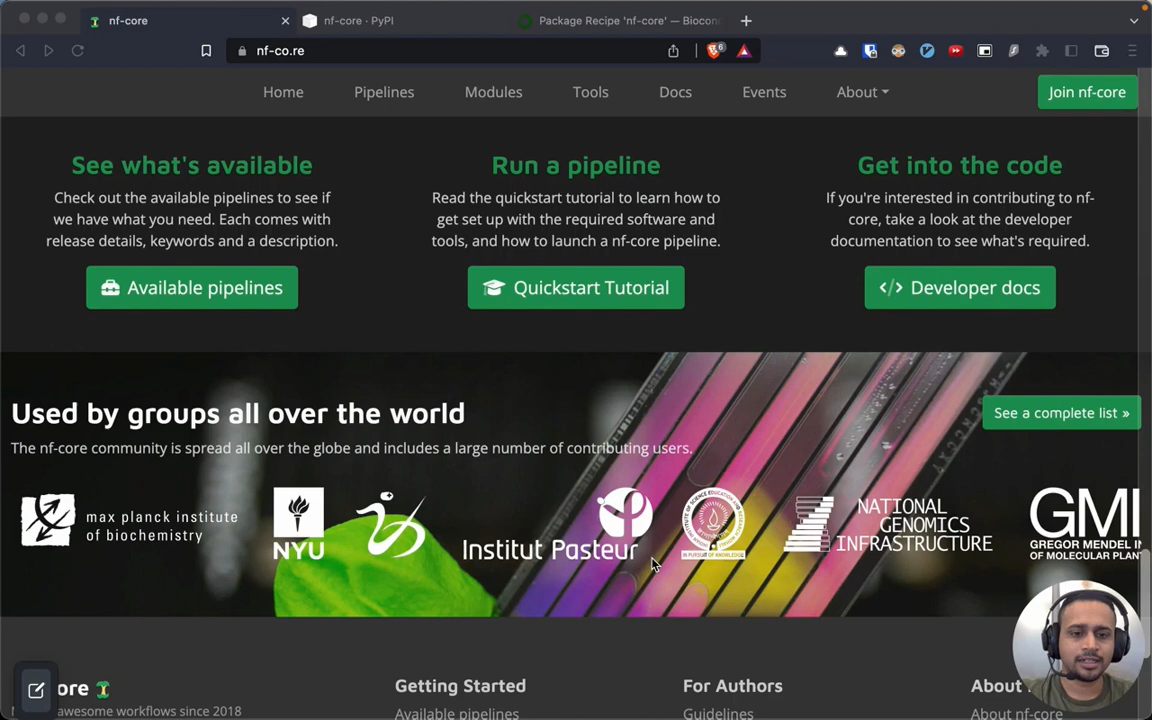 nf-core
nf-core · PyPI
Package Recipe 'nf-core' — Biocon
nf-co.re
6
Home
Pipelines
Modules
Tools
Docs
Events
About
Join nf-core
See what's available
Check out the available pipelines to see if
we have what you need. Each comes with
release details, keywords and a description.
Available pipelines
Run a pipeline
Read the quickstart tutorial to learn how to
get set up with the required software and
tools, and how to launch a nf-core pipeline.
Quickstart Tutorial
Get into the code
If you're interested in contributing to nf-
core, take a look at the developer
documentation to see what's required.
</> Developer docs
Used by groups all over the world
The nf-core community is spread all over the globe and includes a large number of contributing users.
See a complete list »
max planck institute
of biochemistry
NYU
Institut Pasteur
IN PURSUIT OF KNOWLEDGE
NATIONAL
GENOMICS
INFRASTRUCTURE
GMI
GREGOR MENDEL IN
OF MOLECULAR PLAN
ore
awesome workflows since 2018
Getting Started
Available pipelines
For Authors
Guidelines
About
About nf-core